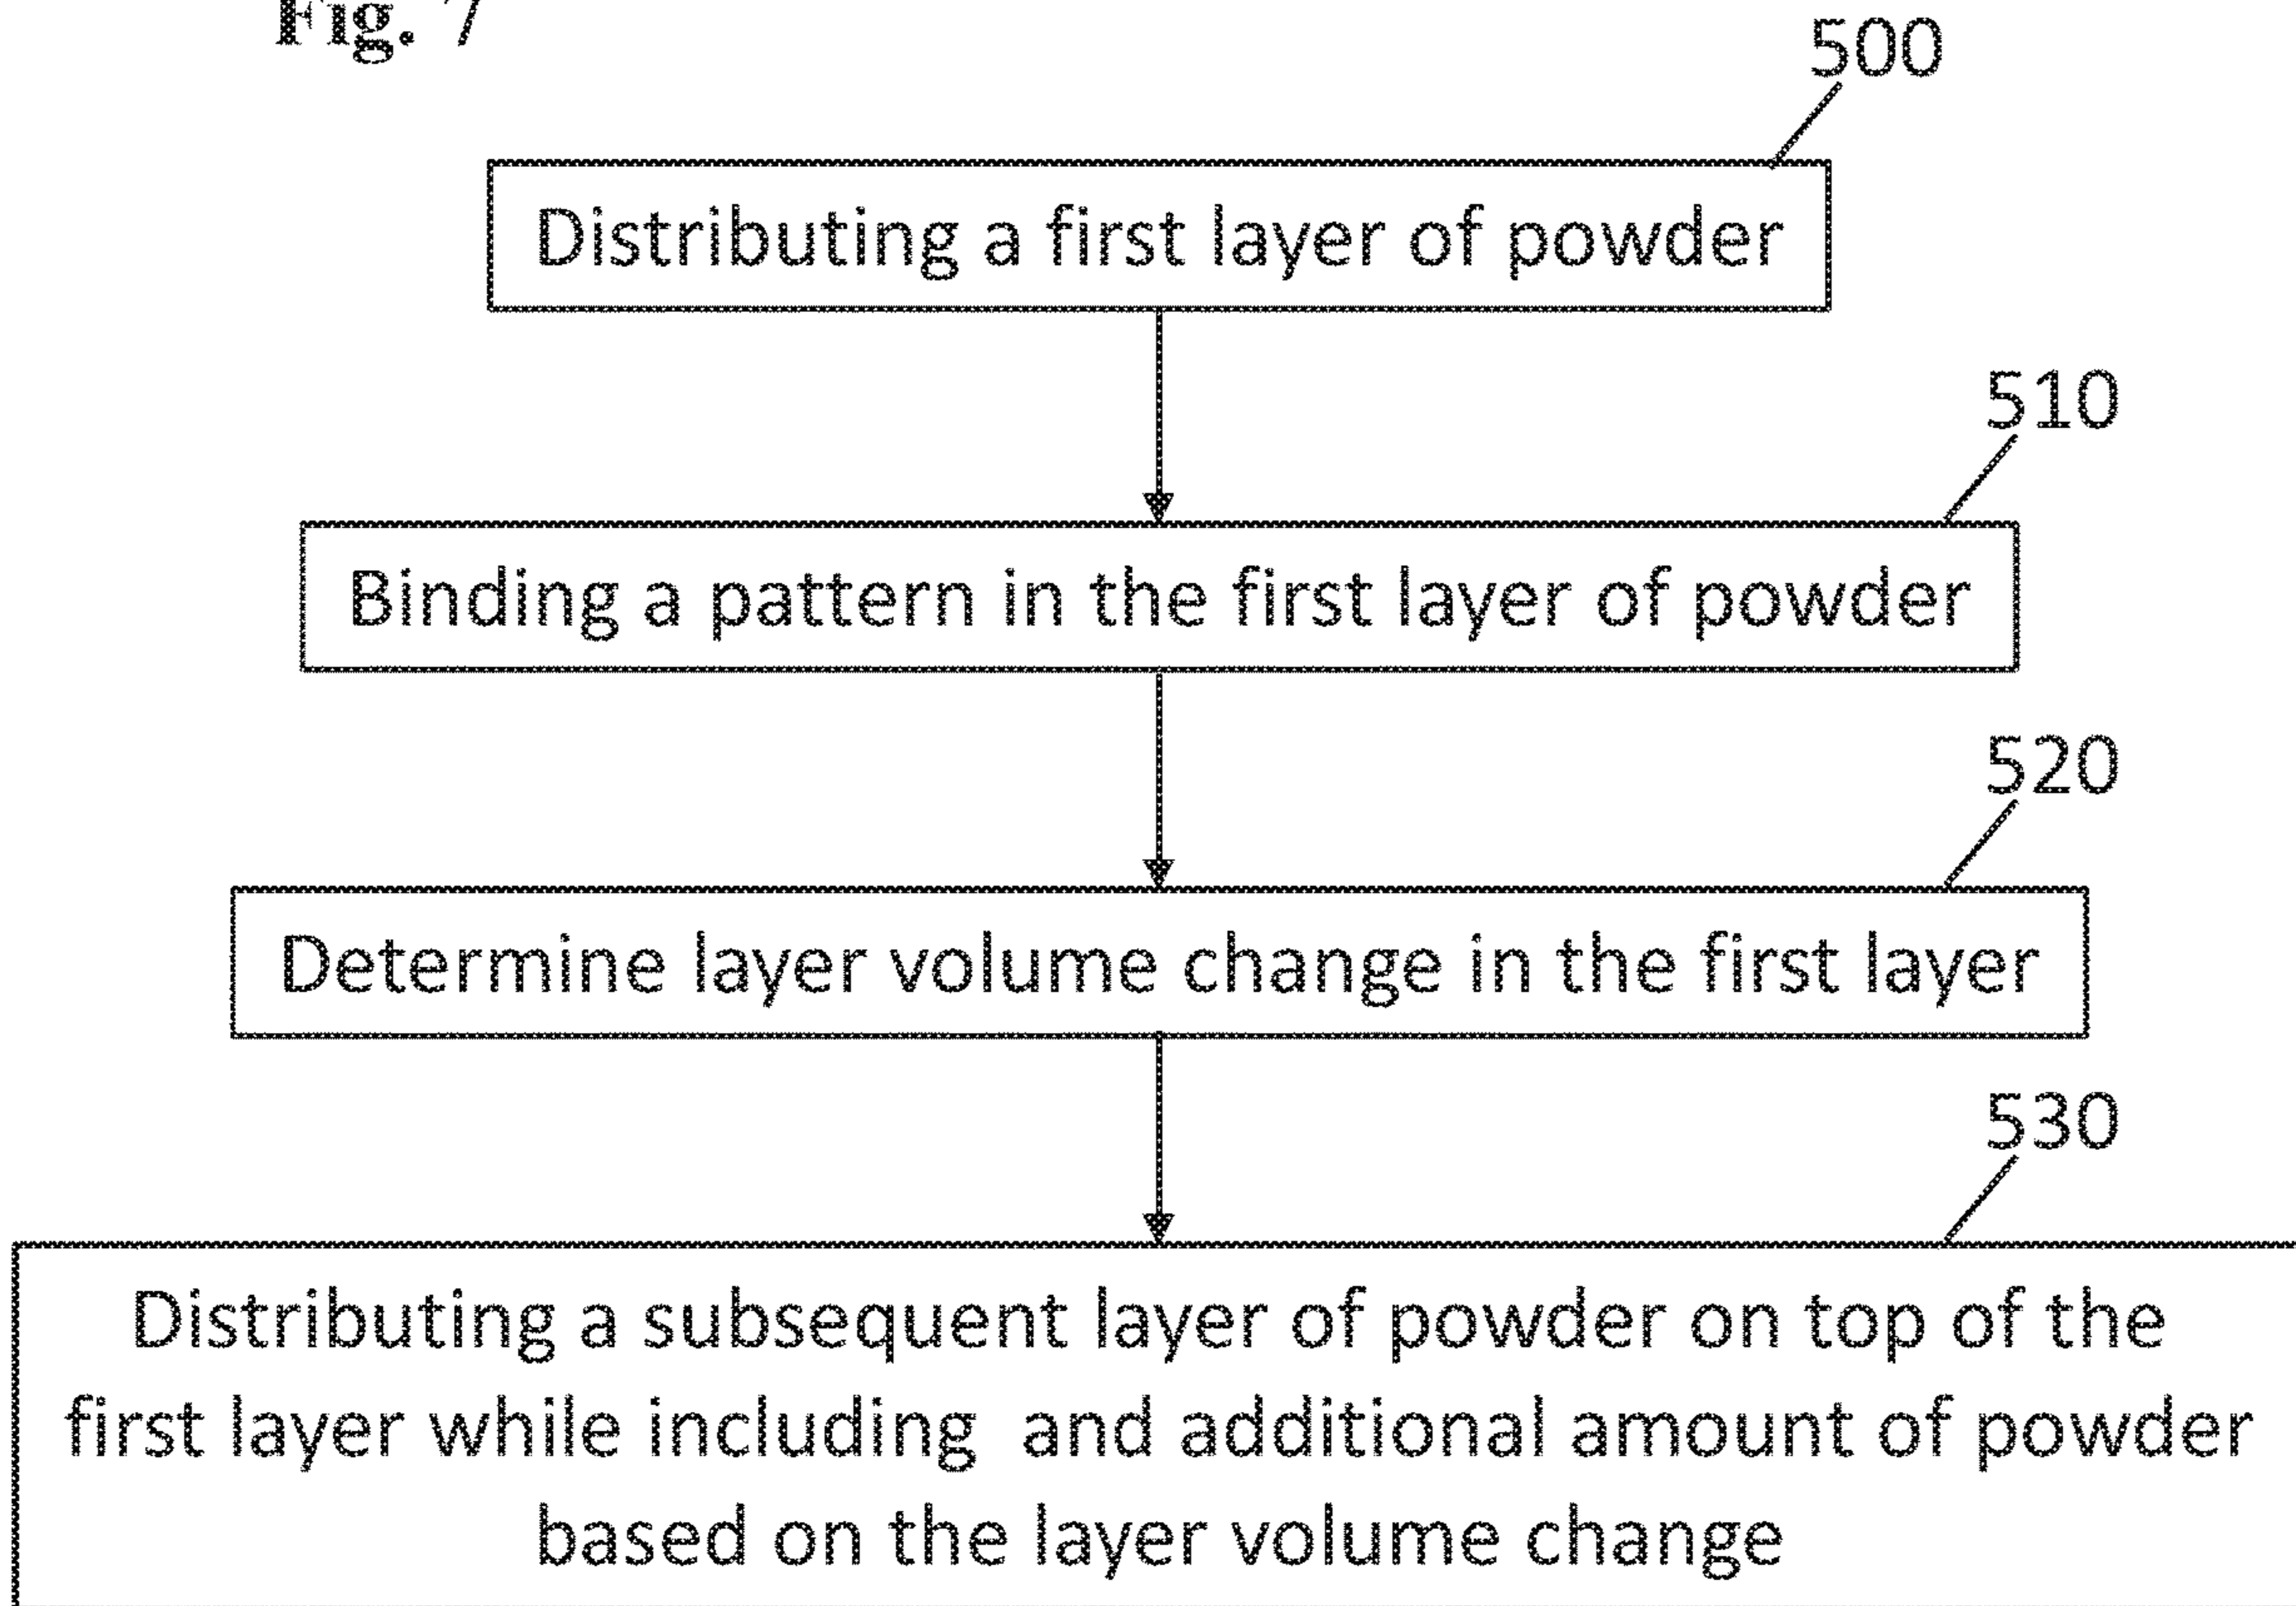 Fig. 7
500
Distributing a first layer of powder
510
Binding a pattern in the first layer of powder
520
Determine layer volume change in the first layer
530
Distributing a subsequent layer of powder on top of the
first layer while including and additional amount of powder
based on the layer volume change